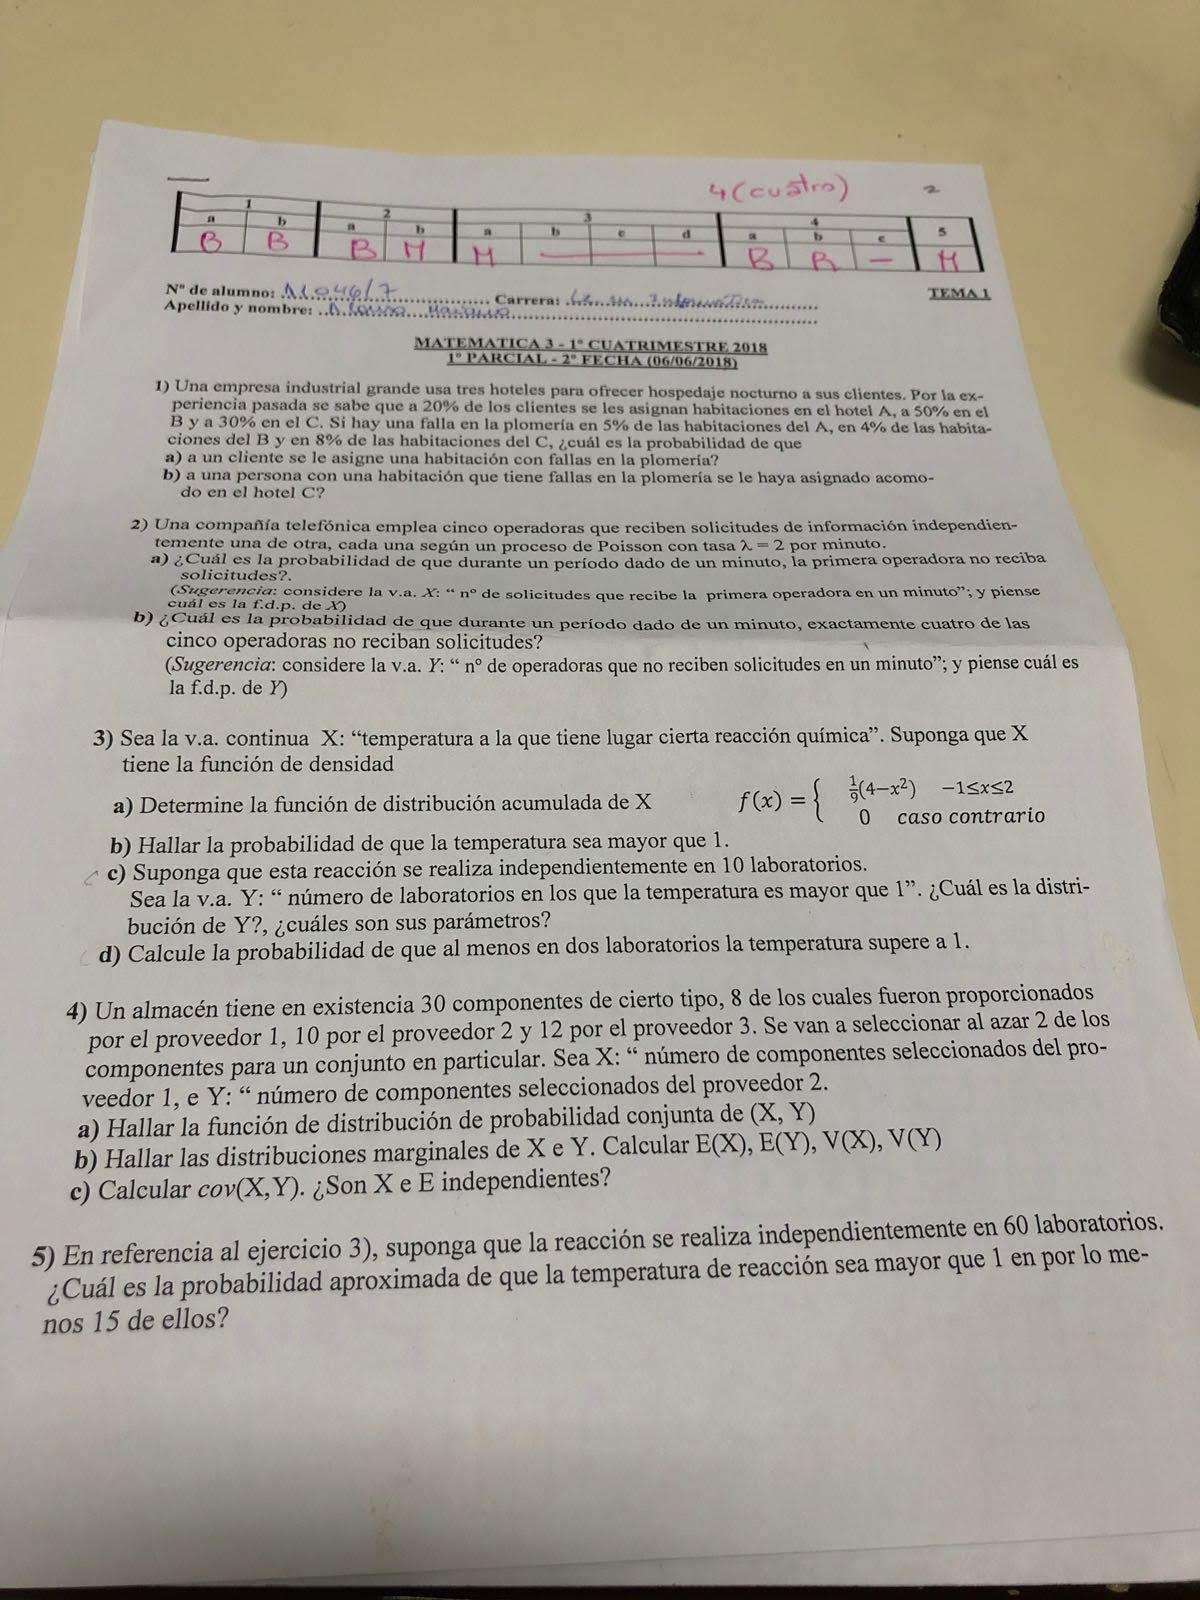 4 (cuatro) 2
1 2 3 4 5
a b a b a b c d a b c
B B B M M — B R — M
Nº de alumno: 11046/7 Carrera:
Apellido y nombre:
TEMA 1
MATEMATICA 3 - 1º CUATRIMESTRE 2018
1º PARCIAL - 2º FECHA (06/06/2018)
1) Una empresa industrial grande usa tres hoteles para ofrecer hospedaje nocturno a sus clientes. Por la ex-
periencia pasada se sabe que a 20% de los clientes se les asignan habitaciones en el hotel A, a 50% en el
B y a 30% en el C. Si hay una falla en la plomería en 5% de las habitaciones del A, en 4% de las habita-
ciones del B y en 8% de las habitaciones del C, ¿cuál es la probabilidad de que
a) a un cliente se le asigne una habitación con fallas en la plomería?
b) a una persona con una habitación que tiene fallas en la plomería se le haya asignado acomo-
do en el hotel C?
2) Una compañía telefónica emplea cinco operadoras que reciben solicitudes de información independien-
temente una de otra, cada una según un proceso de Poisson con tasa λ = 2 por minuto.
a) ¿Cuál es la probabilidad de que durante un período dado de un minuto, la primera operadora no reciba
solicitudes?.
(Sugerencia: considere la v.a. X: “ nº de solicitudes que recibe la primera operadora en un minuto”; y piense
cuál es la f.d.p. de X)
b) ¿Cuál es la probabilidad de que durante un período dado de un minuto, exactamente cuatro de las
cinco operadoras no reciban solicitudes?
(Sugerencia: considere la v.a. Y: “ nº de operadoras que no reciben solicitudes en un minuto”; y piense cuál es
la f.d.p. de Y)
3) Sea la v.a. continua X: “temperatura a la que tiene lugar cierta reacción química”. Suponga que X
tiene la función de densidad
a) Determine la función de distribución acumulada de X f(x) = { 1/9(4−x²) −1≤x≤2
0 caso contrario
b) Hallar la probabilidad de que la temperatura sea mayor que 1.
c) Suponga que esta reacción se realiza independientemente en 10 laboratorios.
Sea la v.a. Y: “ número de laboratorios en los que la temperatura es mayor que 1”. ¿Cuál es la distri-
bución de Y?, ¿cuáles son sus parámetros?
d) Calcule la probabilidad de que al menos en dos laboratorios la temperatura supere a 1.
4) Un almacén tiene en existencia 30 componentes de cierto tipo, 8 de los cuales fueron proporcionados
por el proveedor 1, 10 por el proveedor 2 y 12 por el proveedor 3. Se van a seleccionar al azar 2 de los
componentes para un conjunto en particular. Sea X: “ número de componentes seleccionados del pro-
veedor 1, e Y: “ número de componentes seleccionados del proveedor 2.
a) Hallar la función de distribución de probabilidad conjunta de (X, Y)
b) Hallar las distribuciones marginales de X e Y. Calcular E(X), E(Y), V(X), V(Y)
c) Calcular cov(X,Y). ¿Son X e E independientes?
5) En referencia al ejercicio 3), suponga que la reacción se realiza independientemente en 60 laboratorios.
¿Cuál es la probabilidad aproximada de que la temperatura de reacción sea mayor que 1 en por lo me-
nos 15 de ellos?